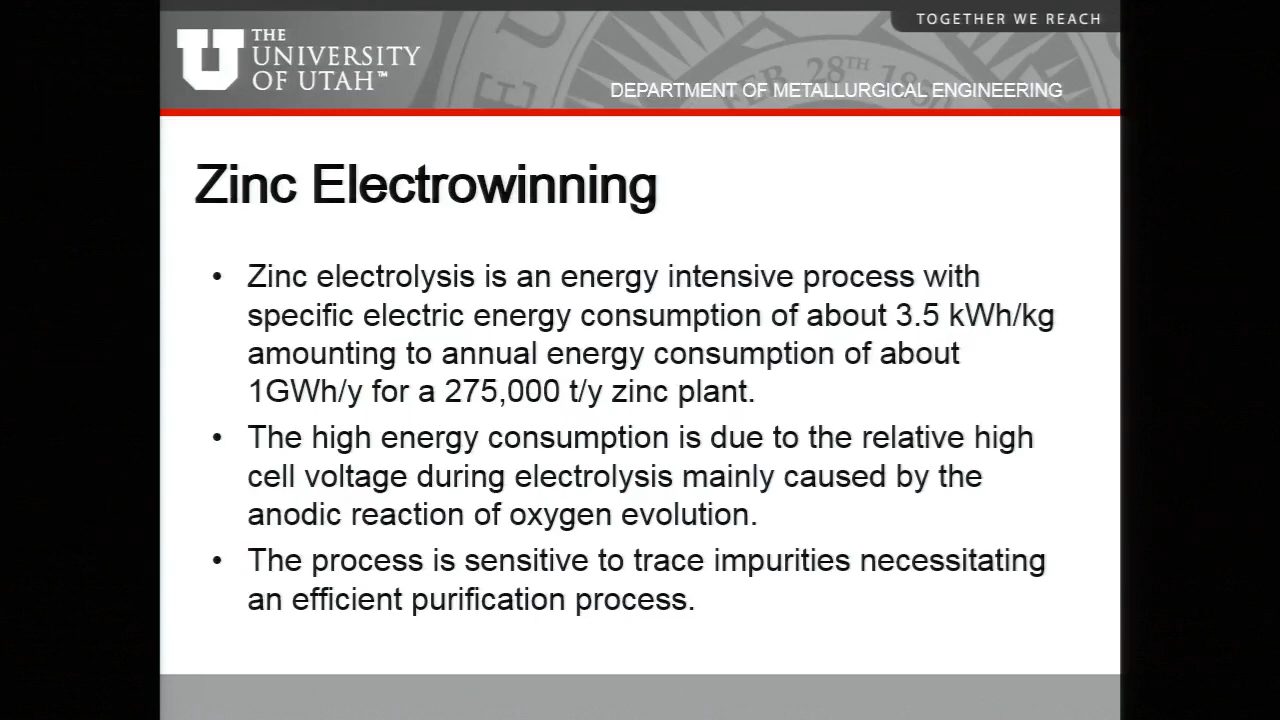 TOGETHER WE REACH
THE
UNIVERSITY
OF UTAH™
FEB 28TH 1850
DEPARTMENT OF METALLURGICAL ENGINEERING
Zinc Electrowinning
• Zinc electrolysis is an energy intensive process with
specific electric energy consumption of about 3.5 kWh/kg
amounting to annual energy consumption of about
1GWh/y for a 275,000 t/y zinc plant.
• The high energy consumption is due to the relative high
cell voltage during electrolysis mainly caused by the
anodic reaction of oxygen evolution.
• The process is sensitive to trace impurities necessitating
an efficient purification process.